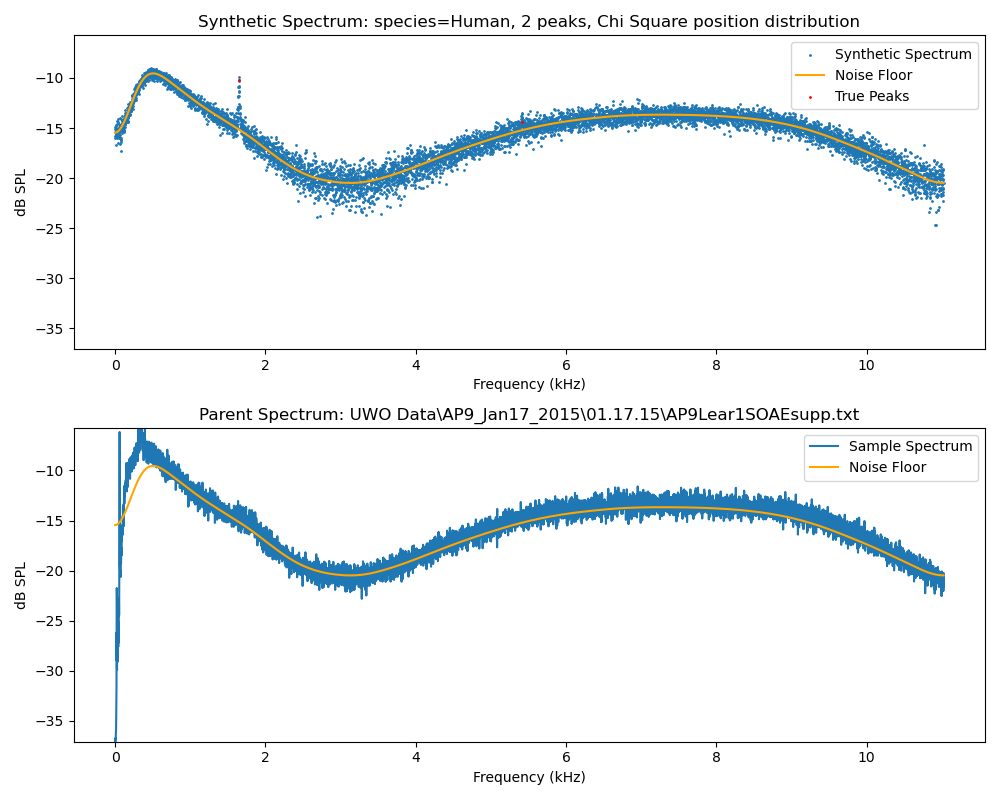 Synthetic Spectrum: species=Human, 2 peaks, Chi Square position distribution
Synthetic Spectrum
Noise Floor
True Peaks
dB SPL
−10
−15
−20
−25
−30
−35
0 2 4 6 8 10
Frequency (kHz)
Parent Spectrum: UWO Data\AP9_Jan17_2015\01.17.15\AP9Lear1SOAEsupp.txt
Sample Spectrum
Noise Floor
dB SPL
−10
−15
−20
−25
−30
−35
0 2 4 6 8 10
Frequency (kHz)